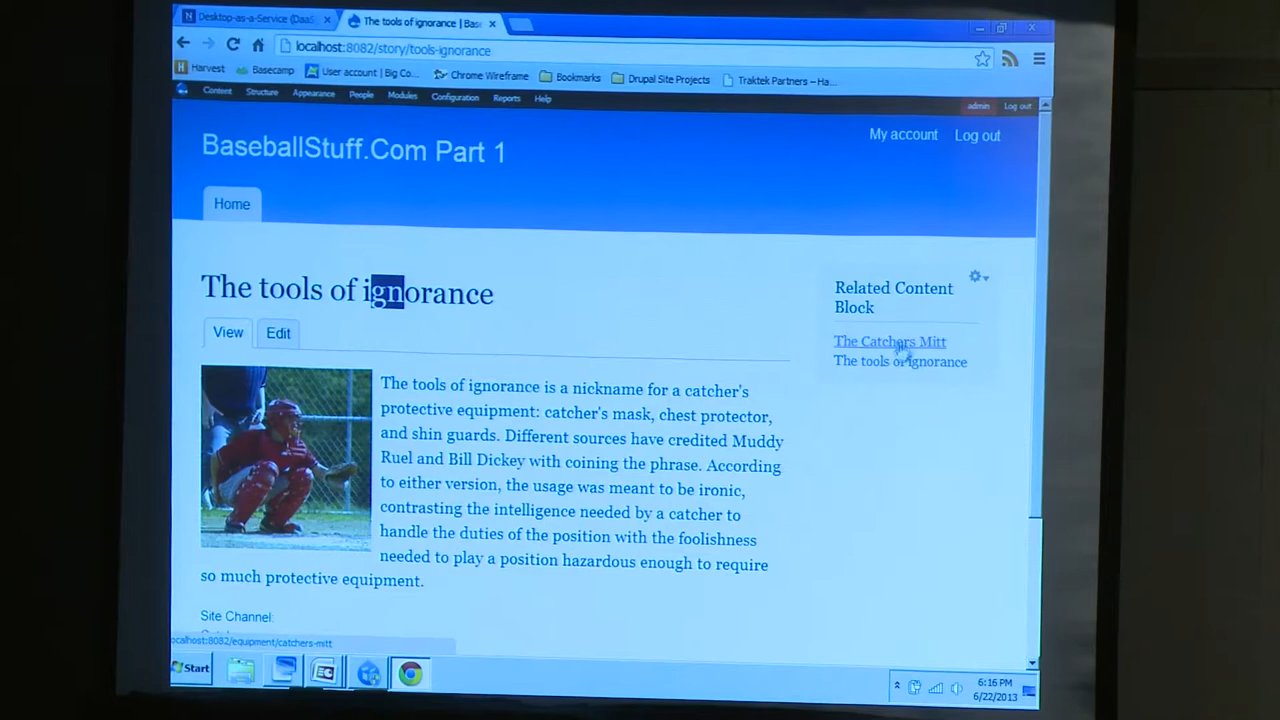 Desktop-as-a-Service (DaaS
The tools of ignorance | Bas
localhost:8082/story/tools-ignorance
Harvest
Basecamp
User account | Big Co...
Chrome Wireframe
Bookmarks
Drupal Site Projects
Traktek Partners – Ha...
Content Structure Appearance People Modules Configuration Reports Help
admin Log out
BaseballStuff.Com Part 1
My account Log out
Home
The tools of ignorance
View Edit
The tools of ignorance is a nickname for a catcher's
protective equipment: catcher's mask, chest protector,
and shin guards. Different sources have credited Muddy
Ruel and Bill Dickey with coining the phrase. According
to either version, the usage was meant to be ironic,
contrasting the intelligence needed by a catcher to
handle the duties of the position with the foolishness
needed to play a position hazardous enough to require
so much protective equipment.
Site Channel:
Related Content
Block
The Catchers Mitt
The tools of ignorance
localhost:8082/equipment/catchers-mitt
Start
6:16 PM
6/22/2013